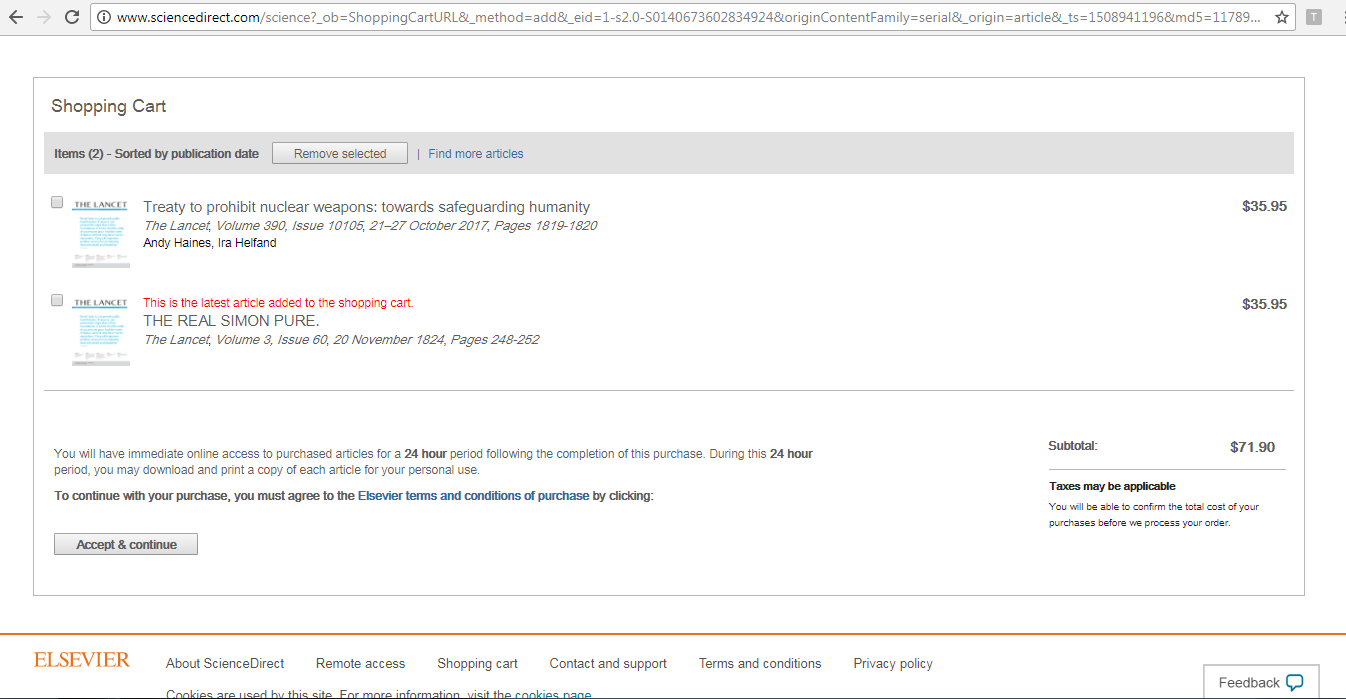 www.sciencedirect.com/science?_ob=ShoppingCartURL&_method=add&_eid=1-s2.0-S0140673602834924&originContentFamily=serial&_origin=article&_ts=1508941196&md5=11789...
T
Shopping Cart
Items (2) - Sorted by publication date Remove selected | Find more articles
THE LANCET
Treaty to prohibit nuclear weapons: towards safeguarding humanity $35.95
The Lancet, Volume 390, Issue 10105, 21–27 October 2017, Pages 1819-1820
Andy Haines, Ira Helfand
THE LANCET
This is the latest article added to the shopping cart. $35.95
THE REAL SIMON PURE.
The Lancet, Volume 3, Issue 60, 20 November 1824, Pages 248-252
You will have immediate online access to purchased articles for a 24 hour period following the completion of this purchase. During this 24 hour
period, you may download and print a copy of each article for your personal use.
To continue with your purchase, you must agree to the Elsevier terms and conditions of purchase by clicking:
Accept & continue
Subtotal: $71.90
Taxes may be applicable
You will be able to confirm the total cost of your
purchases before we process your order.
ELSEVIER
About ScienceDirect Remote access Shopping cart Contact and support Terms and conditions Privacy policy
Cookies are used by this site. For more information, visit the cookies page.
Feedback